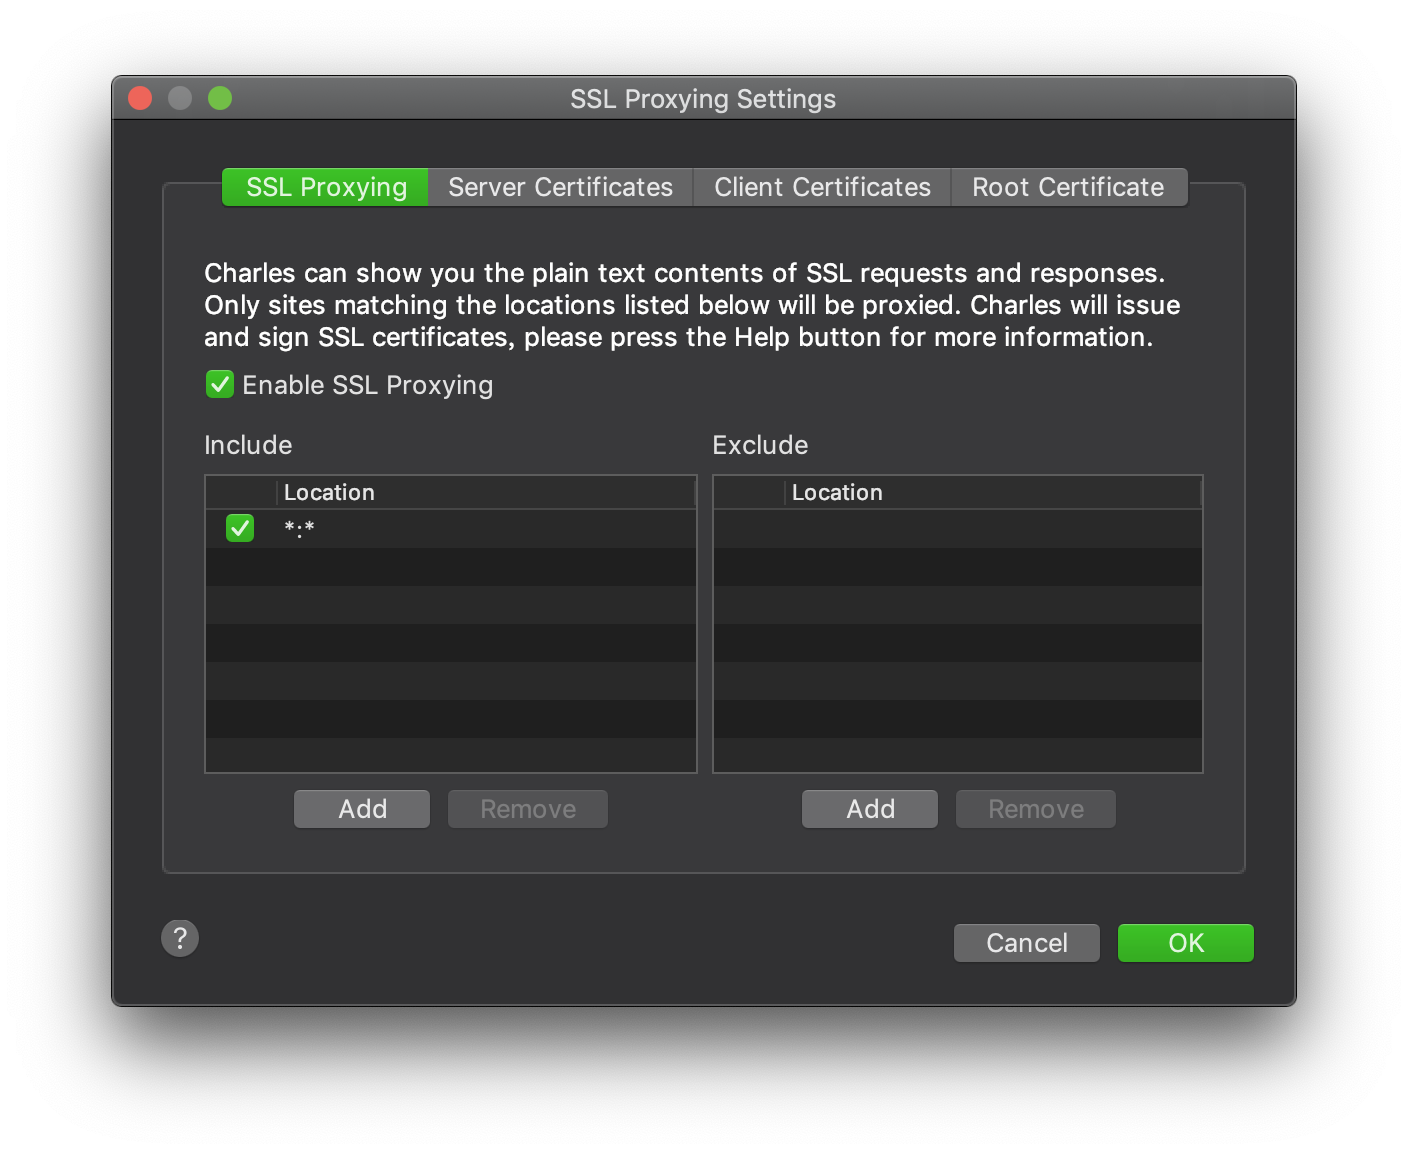 SSL Proxying Settings
SSL Proxying Server Certificates Client Certificates Root Certificate
Charles can show you the plain text contents of SSL requests and responses.
Only sites matching the locations listed below will be proxied. Charles will issue
and sign SSL certificates, please press the Help button for more information.
Enable SSL Proxying
Include Exclude
Location Location
*:*
Add Remove Add Remove
? Cancel OK